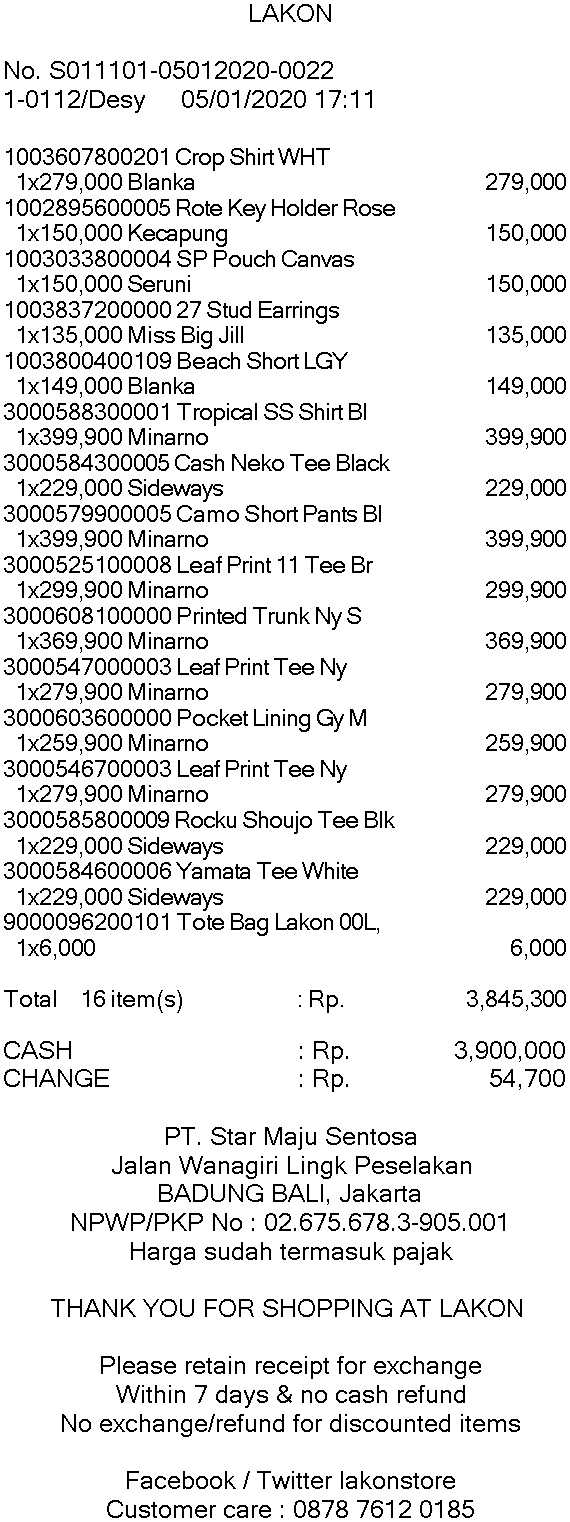 LAKON
No. S011101-05012020-0022
1-0112/Desy 05/01/2020 17:11
1003607800201 Crop Shirt WHT
1x279,000 Blanka 279,000
1002895600005 Rote Key Holder Rose
1x150,000 Kecapung 150,000
1003033800004 SP Pouch Canvas
1x150,000 Seruni 150,000
1003837200000 27 Stud Earrings
1x135,000 Miss Big Jill 135,000
1003800400109 Beach Short LGY
1x149,000 Blanka 149,000
3000588300001 Tropical SS Shirt Bl
1x399,900 Minarno 399,900
3000584300005 Cash Neko Tee Black
1x229,000 Sideways 229,000
3000579900005 Camo Short Pants Bl
1x399,900 Minarno 399,900
3000525100008 Leaf Print 11 Tee Br
1x299,900 Minarno 299,900
3000608100000 Printed Trunk Ny S
1x369,900 Minarno 369,900
3000547000003 Leaf Print Tee Ny
1x279,900 Minarno 279,900
3000603600000 Pocket Lining Gy M
1x259,900 Minarno 259,900
3000546700003 Leaf Print Tee Ny
1x279,900 Minarno 279,900
3000585800009 Rocku Shoujo Tee Blk
1x229,000 Sideways 229,000
3000584600006 Yamata Tee White
1x229,000 Sideways 229,000
9000096200101 Tote Bag Lakon 00L,
1x6,000 6,000
Total 16 item(s) : Rp. 3,845,300
CASH : Rp. 3,900,000
CHANGE : Rp. 54,700
PT. Star Maju Sentosa
Jalan Wanagiri Lingk Peselakan
BADUNG BALI, Jakarta
NPWP/PKP No : 02.675.678.3-905.001
Harga sudah termasuk pajak
THANK YOU FOR SHOPPING AT LAKON
Please retain receipt for exchange
Within 7 days & no cash refund
No exchange/refund for discounted items
Facebook / Twitter lakonstore
Customer care : 0878 7612 0185